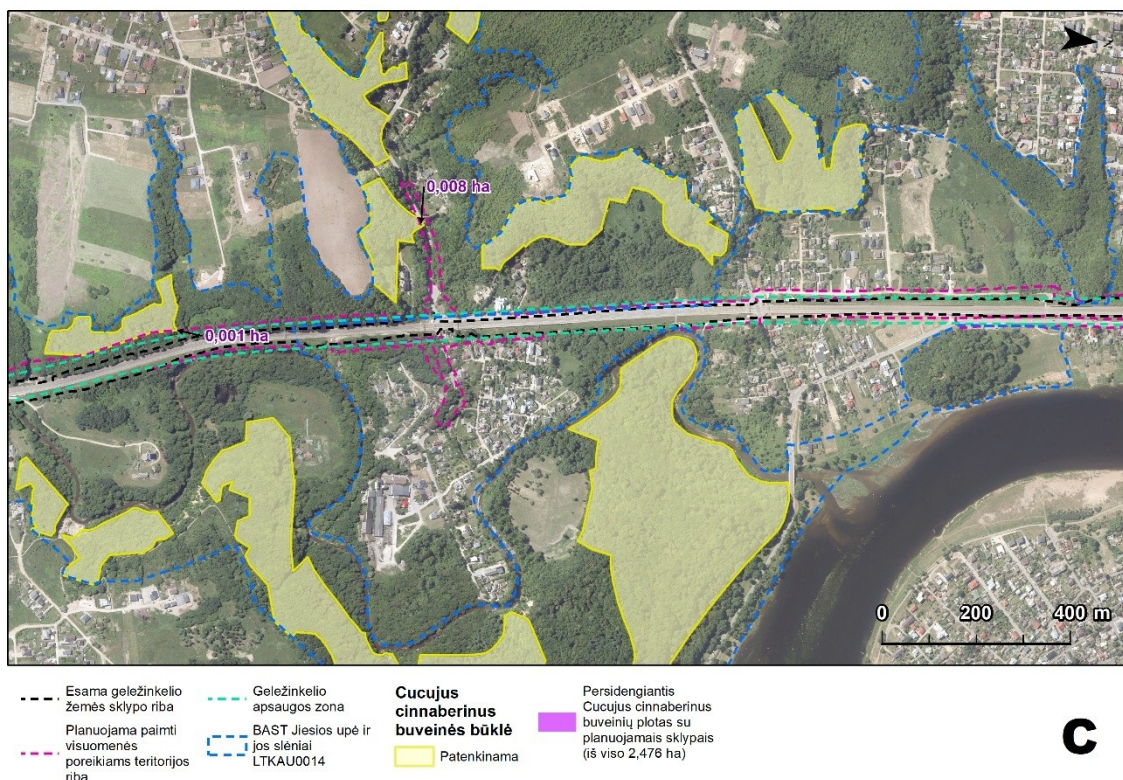 N
0,008 ha
0,001 ha
0 200 400 m
Esama geležinkelio
žemės sklypo riba
Planuojama paimti
visuomenės
poreikiams teritorijos
riba
Geležinkelio
apsaugos zona
BAST Jiesios upė ir
jos slėniai
LTKAU0014
Cucujus
cinnaberinus
buveinės būklė
Patenkinama
Persidengiantis
Cucujus cinnaberinus
buveinių plotas su
planuojamais sklypais
(iš viso 2,476 ha)
C